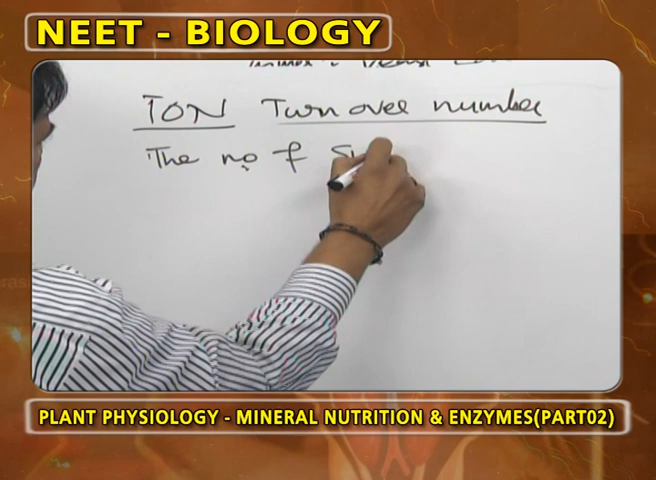 NEET - BIOLOGY
TON Turn over number
The no of
PLANT PHYSIOLOGY - MINERAL NUTRITION & ENZYMES(PART02)